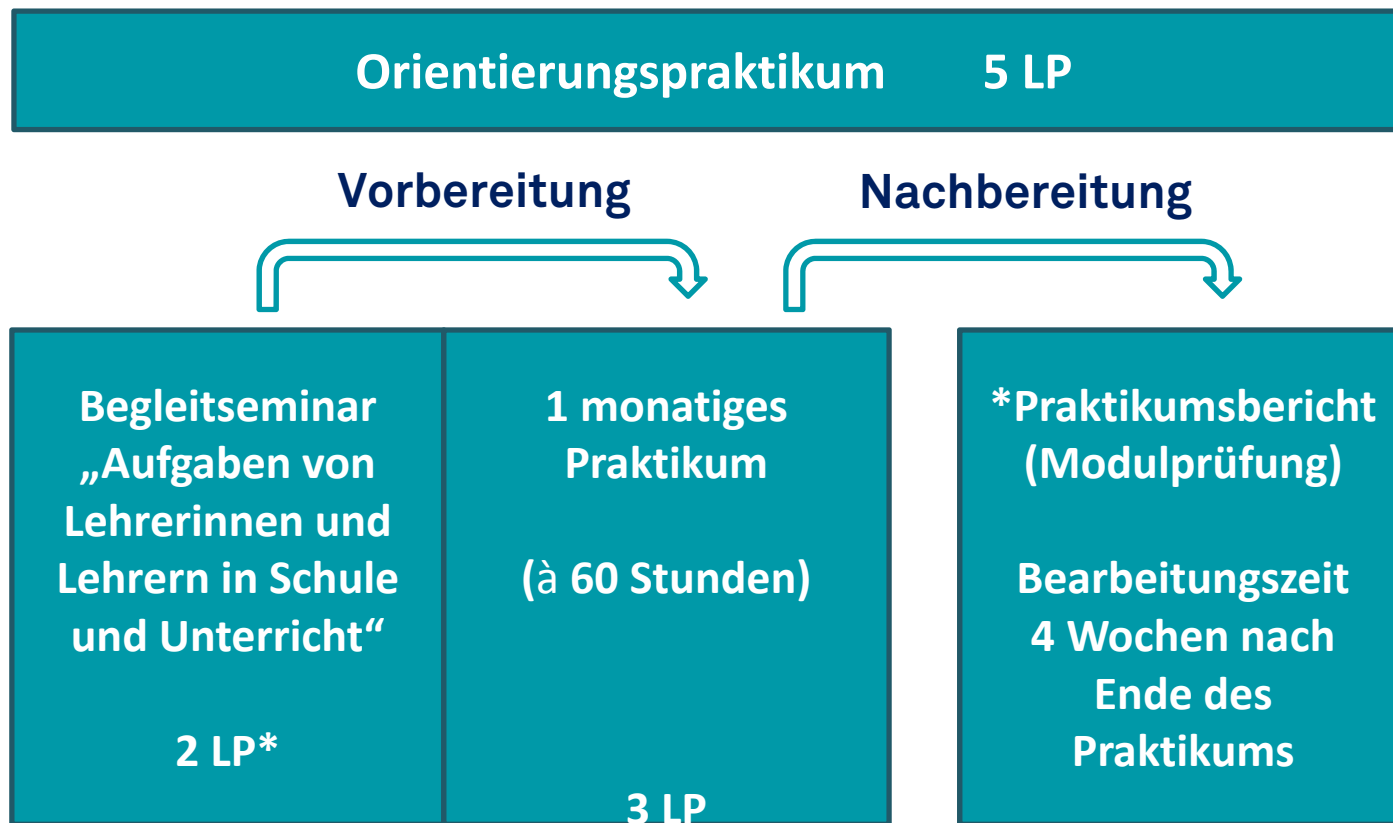 Orientierungspraktikum 5 LP
Vorbereitung
Nachbereitung
Begleitseminar
„Aufgaben von
Lehrerinnen und
Lehrern in Schule
und Unterricht“
2 LP*
1 monatiges
Praktikum
(à 60 Stunden)
3 LP
*Praktikumsbericht
(Modulprüfung)
Bearbeitungszeit
4 Wochen nach
Ende des
Praktikums